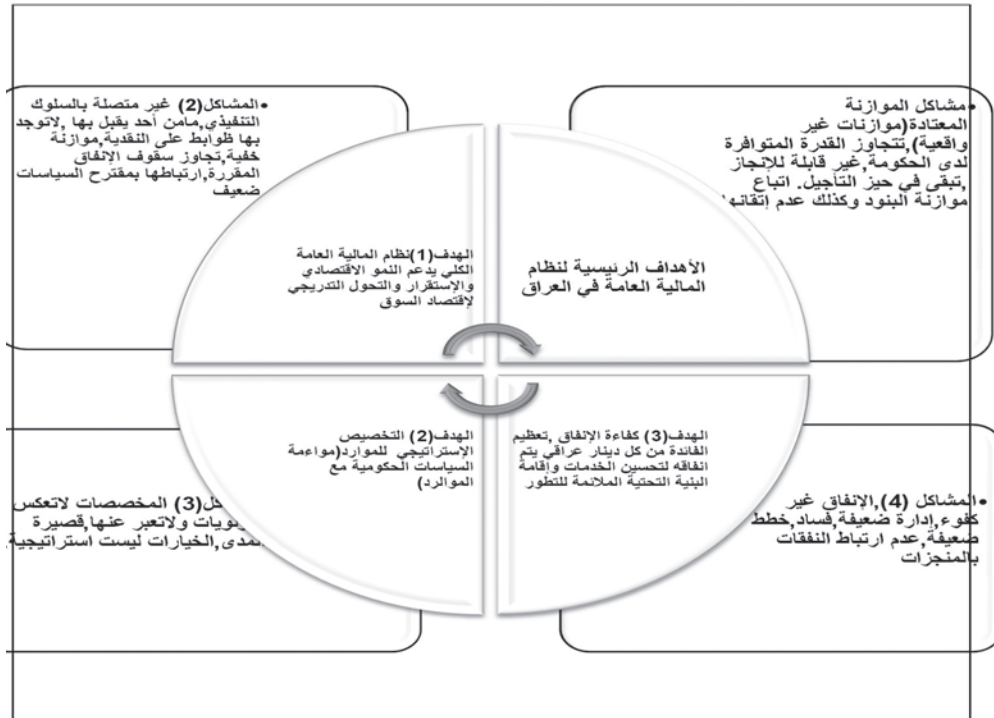 •مشاكل الموازنة
المعتادة(موازنات غير
واقعية),تتجاوز القدرة المتوافرة
لدى الحكومة,غير قابلة للإنجاز
,تبقى في حيز التأجيل. اتباع
موازنة البنود وكذلك عدم إتقانها
•المشاكل(2) غير متصلة بالسلوك
التنفيذي,مامن أحد يقبل بها ,لاتوجد
بها ظوابط على النقدية,موازنة
خفية,تجاوز سقوف الإنفاق
المقررة,ارتباطها بمقترح السياسات
ضعيف
الأهداف الرئيسية لنظام
المالية العامة في العراق
الهدف(1)نظام المالية العامة
الكلي يدعم النمو الاقتصادي
والإستقرار والتحول التدريجي
لإقتصاد السوق
الهدف(3) كفاءة الإنفاق ,تعظيم
الفائدة من كل دينار عراقي يتم
انفاقه لتحسين الخدمات وإقامة
البنية التحتية الملائمة للتطور
الهدف(2) التخصيص
الإستراتيجي للموارد(مواءمة
السياسات الحكومية مع
الموالرد)
•المشاكل (4),الإنفاق غير
كفوء,إدارة ضعيفة,فساد,خطط
ضعيفة,عدم ارتباط النفقات
بالمنجزات
(3) المخصصات لاتعكس
ولاتعبر عنها,قصيرة
المدى,الخيارات ليست استراتيجية,